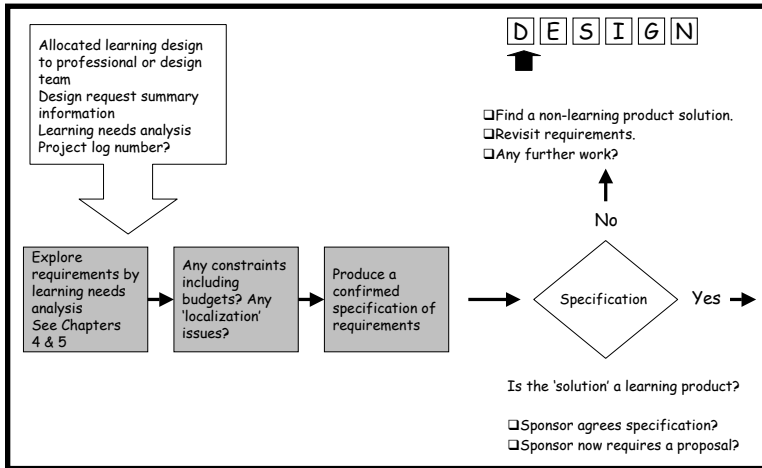 Allocated learning design
to professional or design
team
Design request summary
information
Learning needs analysis
Project log number?
D E S I G N
❑Find a non-learning product solution.
❑Revisit requirements.
❑Any further work?
No
Explore
requirements by
learning needs
analysis
See Chapters
4 & 5
Any constraints
including
budgets? Any
‘localization’
issues?
Produce a
confirmed
specification of
requirements
Specification
Yes
Is the ‘solution’ a learning product?
❑Sponsor agrees specification?
❑Sponsor now requires a proposal?